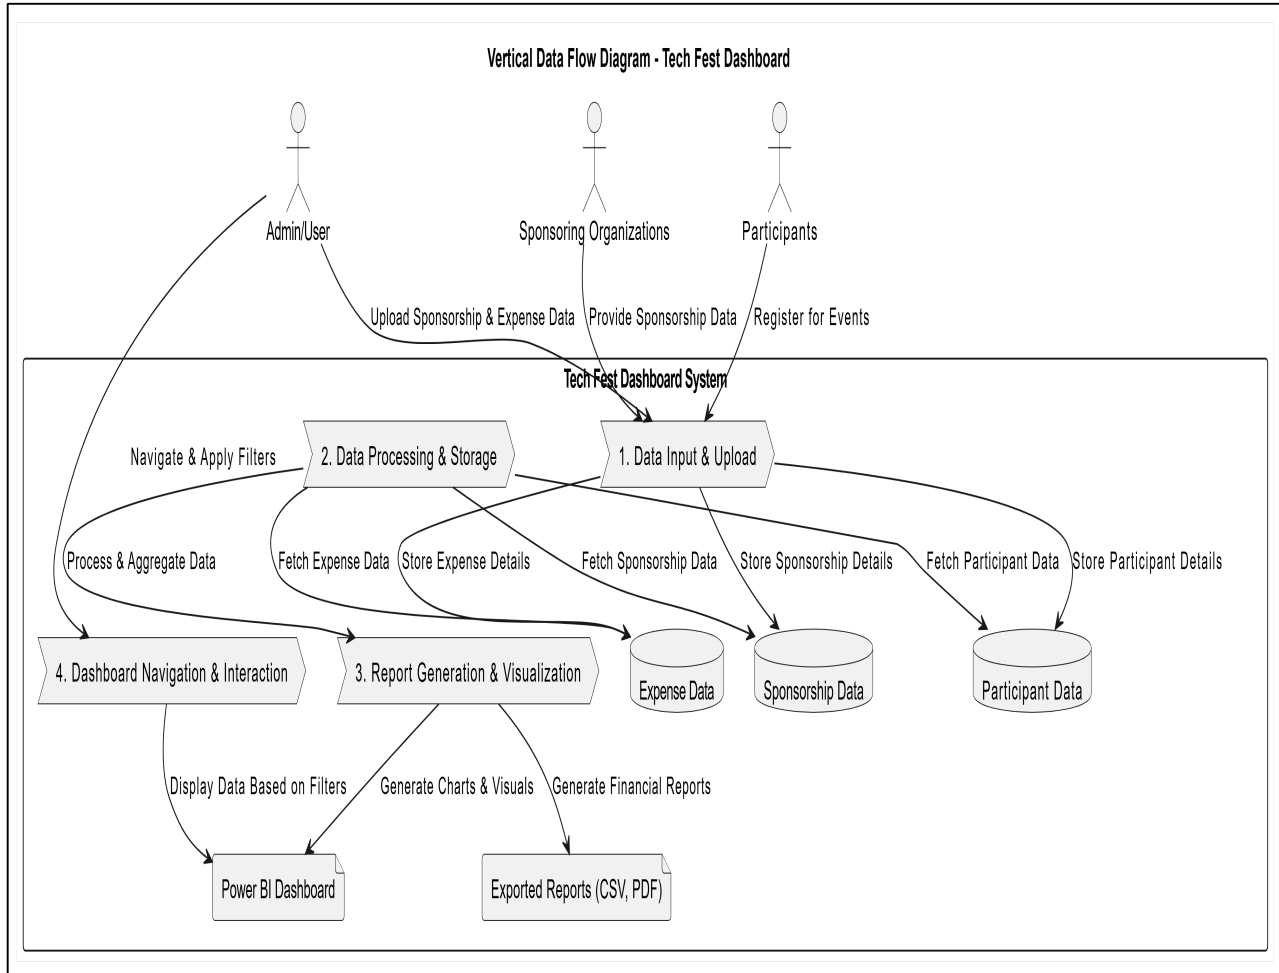 Vertical Data Flow Diagram - Tech Fest Dashboard
Admin/User
Sponsoring Organizations
Participants
Upload Sponsorship & Expense Data
Provide Sponsorship Data
Register for Events
Tech Fest Dashboard System
Navigate & Apply Filters
2. Data Processing & Storage
1. Data Input & Upload
Process & Aggregate Data
Fetch Expense Data
Store Expense Details
Fetch Sponsorship Data
Store Sponsorship Details
Fetch Participant Data
Store Participant Details
4. Dashboard Navigation & Interaction
3. Report Generation & Visualization
Expense Data
Sponsorship Data
Participant Data
Display Data Based on Filters
Generate Charts & Visuals
Generate Financial Reports
Power BI Dashboard
Exported Reports (CSV, PDF)